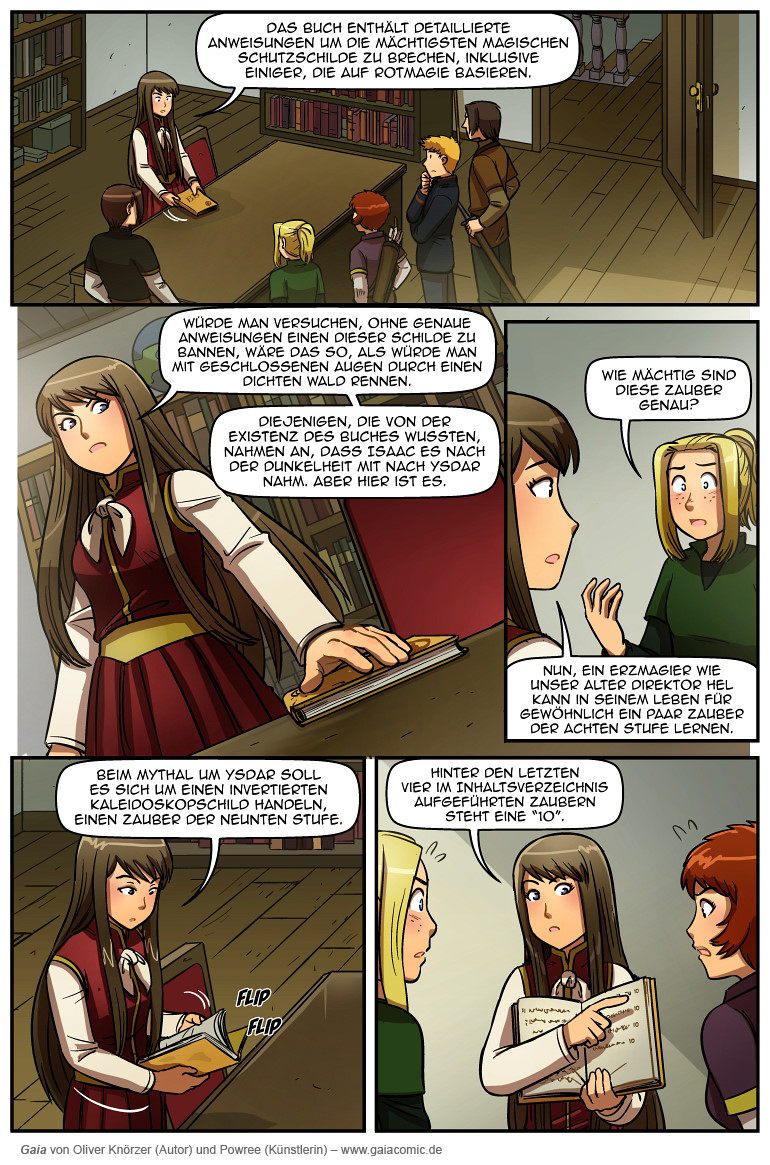 DAS BUCH ENTHÄLT DETAILLIERTE
ANWEISUNGEN UM DIE MÄCHTIGSTEN MAGISCHEN
SCHUTZSCHILDE ZU BRECHEN, INKLUSIVE
EINIGER, DIE AUF ROTMAGIE BASIEREN.
WÜRDE MAN VERSUCHEN, OHNE GENAUE
ANWEISUNGEN EINEN DIESER SCHILDE ZU
BANNEN, WÄRE DAS SO, ALS WÜRDE MAN
MIT GESCHLOSSENEN AUGEN DURCH EINEN
DICHTEN WALD RENNEN.
DIEJENIGEN, DIE VON DER
EXISTENZ DES BUCHES WUSSTEN,
NAHMEN AN, DASS ISAAC ES NACH
DER DUNKELHEIT MIT NACH YSDAR
NAHM. ABER HIER IST ES.
WIE MÄCHTIG SIND
DIESE ZAUBER
GENAU?
NUN, EIN ERZMAGIER WIE
UNSER ALTER DIREKTOR HEL
KANN IN SEINEM LEBEN FÜR
GEWÖHNLICH EIN PAAR ZAUBER
DER ACHTEN STUFE LERNEN.
BEIM MYTHAL UM YSDAR SOLL
ES SICH UM EINEN INVERTIERTEN
KALEIDOSKOPSCHILD HANDELN,
EINEN ZAUBER DER NEUNTEN STUFE.
FLIP
FLIP
HINTER DEN LETZTEN
VIER IM INHALTSVERZEICHNIS
AUFGEFÜHRTEN ZAUBERN
STEHT EINE "10".
10
10
10
10
Gaia von Oliver Knörzer (Autor) und Powree (Künstlerin) – www.gaiacomic.de